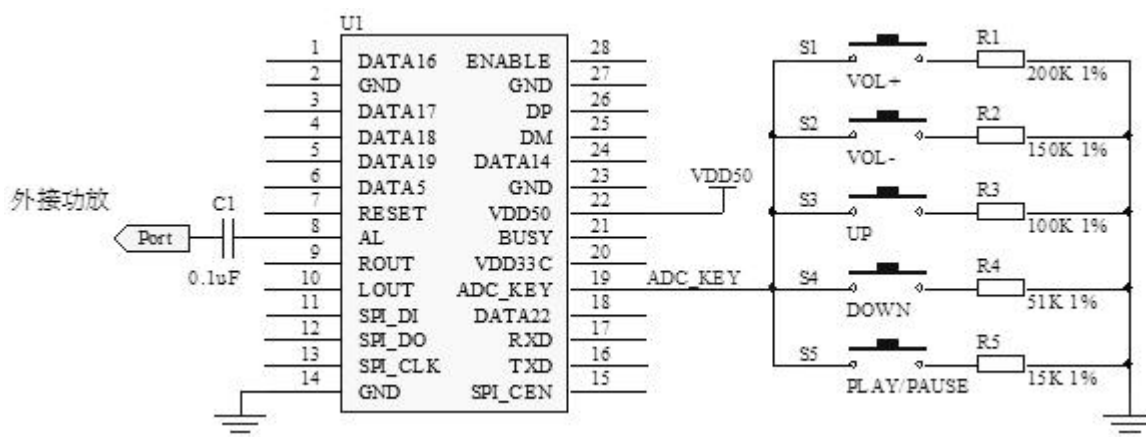 U1
1 DATA16 ENABLE 28
2 GND GND 27
3 DATA17 DP 26
4 DATA18 DM 25
5 DATA19 DATA14 24
6 DATA5 GND 23
7 RESET VDD50 22
8 AL BUSY 21
9 ROUT VDD33C 20
10 LOUT ADC_KEY 19
11 SPI_DI DATA22 18
12 SPI_DO RXD 17
13 SPI_CLK TXD 16
14 GND SPI_CEN 15
外接功放
Port
C1
0.1uF
VDD50
ADC_KEY
S1 R1
VOL+ 200K 1%
S2 R2
VOL- 150K 1%
S3 R3
UP 100K 1%
S4 R4
DOWN 51K 1%
S5 R5
PLAY/PAUSE 15K 1%